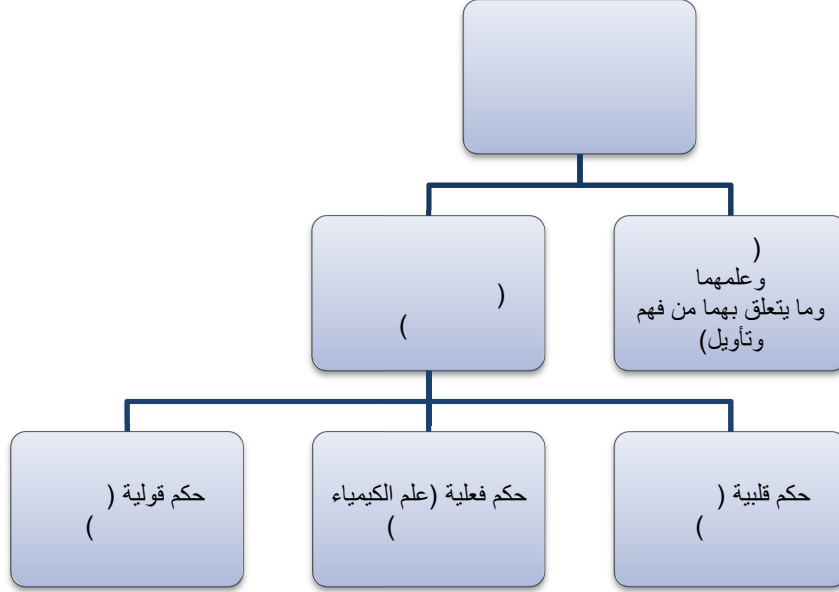 (
وعلمهما
وما يتعلق بهما من فهم
وتأويل)
(
)
حكم قلبية (
)
حكم فعلية (علم الكيمياء
)
حكم قولية (
)